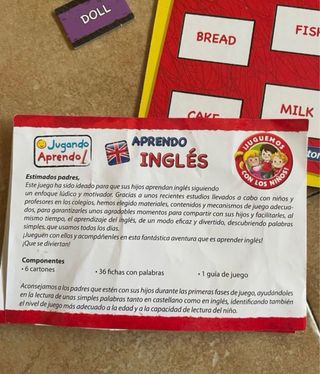 DOLL
BREAD
FISH
CAKE
MILK
Jugando
Aprendo!
APRENDO
INGLÉS
¡JUGUEMOS
CON LOS NIÑOS!
Estimados padres,
Este juego ha sido ideado para que sus hijos aprendan inglés siguiendo
un enfoque lúdico y motivador. Gracias a unos recientes estudios llevados a cabo con niños y
profesores en los colegios, hemos elegido materiales, contenidos y mecanismos de juego adecua-
dos, para garantizarles unos agradables momentos para compartir con sus hijos y facilitarles, al
mismo tiempo, el aprendizaje del inglés, de un modo eficaz y divertido, descubriendo palabras
simples, que usamos todos los días.
¡Jueguén con ellos y acompáñenles en esta fantástica aventura que es aprender inglés!
¡Que se diviertan!
Componentes
• 6 cartones
• 36 fichas con palabras
• 1 guía de juego
Aconsejamos a los padres que estén con sus hijos durante las primeras fases de juego, ayudándoles
en la lectura de unas simples palabras tanto en castellano como en inglés, identificando también
el nivel de juego más adecuado a la edad y a la capacidad de lectura del niño.